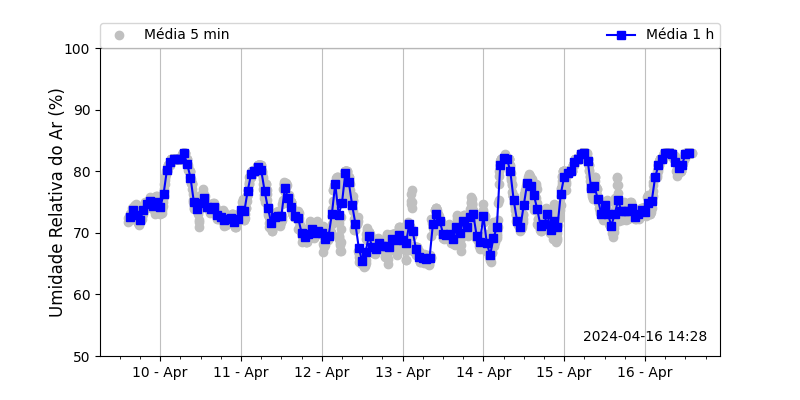 Média 5 min
Média 1 h
100
90
80
70
60
50
Umidade Relativa do Ar (%)
2024-04-16 14:28
10 - Apr
11 - Apr
12 - Apr
13 - Apr
14 - Apr
15 - Apr
16 - Apr